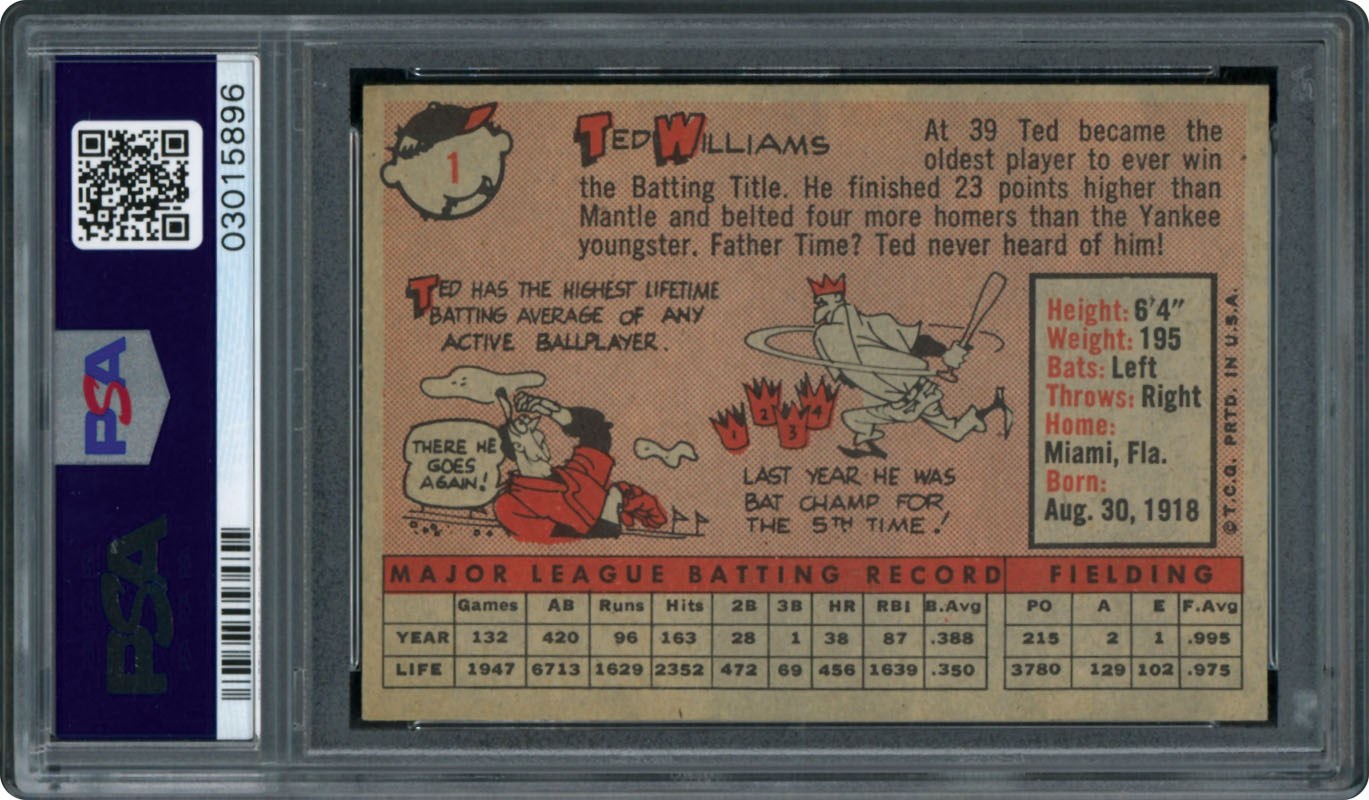 03015896
PSA
PSA
1
TED WILLIAMS
At 39 Ted became the
oldest player to ever win
the Batting Title. He finished 23 points higher than
Mantle and belted four more homers than the Yankee
youngster. Father Time? Ted never heard of him!
TED HAS THE HIGHEST LIFETIME
BATTING AVERAGE OF ANY
ACTIVE BALLPLAYER.
THERE HE
GOES
AGAIN!
1 2 3 4
LAST YEAR HE WAS
BAT CHAMP FOR
THE 5TH TIME!
Height: 6'4"
Weight: 195
Bats: Left
Throws: Right
Home:
Miami, Fla.
Born:
Aug. 30, 1918
©T.C.G. PRTD. IN U.S.A.
MAJOR LEAGUE BATTING RECORD FIELDING
Games AB Runs Hits 2B 3B HR RBI B.Avg PO A E F.Avg
YEAR 132 420 96 163 28 1 38 87 .388 215 2 1 .995
LIFE 1947 6713 1629 2352 472 69 456 1639 .350 3780 129 102 .975